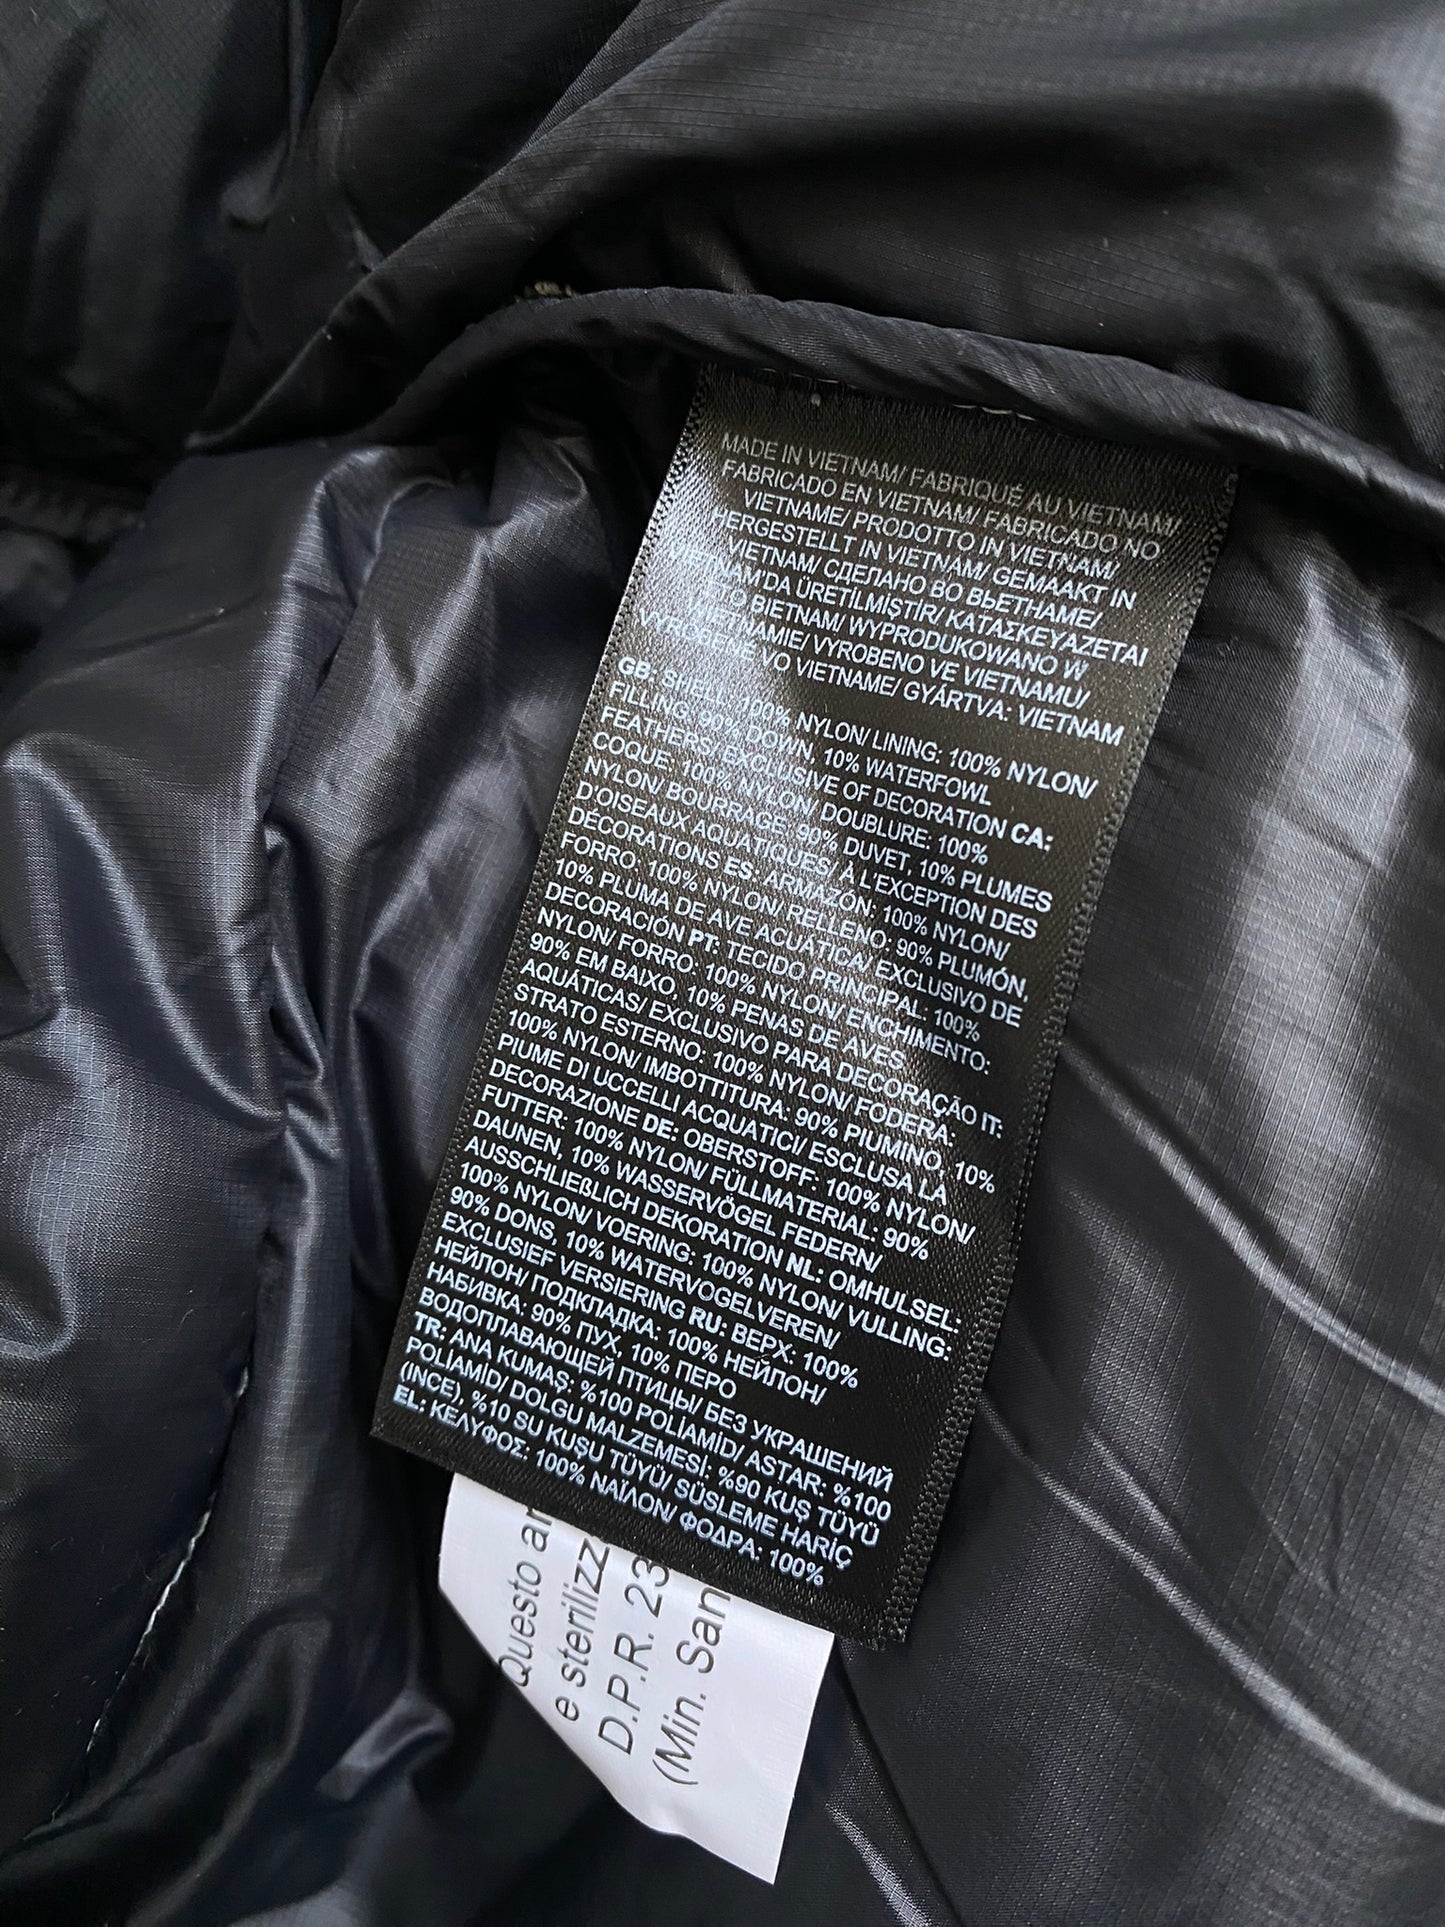 MADE IN VIETNAM/ FABRIQUÉ AU VIETNAM/
FABRICADO EN VIETNAM/ FABRICADO NO
VIETNAME/ PRODOTTO IN VIETNAM/
HERGESTELLT IN VIETNAM/ GEMAAKT IN
VIETNAM/ СДЕЛАНО ВО ВЬЕТНАМЕ/
VIETNAM'DA ÜRETİLMİŞTİR/ ΚΑΤΑΣΚΕΥΑΖΕΤΑΙ
ΣΤΟ ΒΙΕΤΝΑΜ/ WYPRODUKOWANO W
WIETNAMIE/ VYROBENO VE VIETNAMU/
VYROBENÉ VO VIETNAME/ GYÁRTVA: VIETNAM
GB: SHELL: 100% NYLON/ LINING: 100% NYLON/
FILLING: 90% DOWN, 10% WATERFOWL
FEATHERS/ EXCLUSIVE OF DECORATION CA:
COQUE: 100% NYLON/ DOUBLURE: 100%
NYLON/ BOURRAGE: 90% DUVET, 10% PLUMES
D'OISEAUX AQUATIQUES/ A L'EXCEPTION DES
DÉCORATIONS ES: ARMAZÓN: 100% NYLON/
FORRO: 100% NYLON/ RELLENO: 90% PLUMÓN,
10% PLUMA DE AVE ACUÁTICA/ EXCLUSIVO DE
DECORACIÓN PT: TECIDO PRINCIPAL: 100%
NYLON/ FORRO: 100% NYLON/ ENCHIMENTO:
90% EM BAIXO, 10% PENAS DE AVES
AQUÁTICAS/ EXCLUSIVO PARA DECORAÇÃO IT:
STRATO ESTERNO: 100% NYLON/ FODERA:
100% NYLON/ IMBOTTITURA: 90% PIUMINO, 10%
PIUME DI UCCELLI ACQUATICI/ ESCLUSA LA
DECORAZIONE DE: OBERSTOFF: 100% NYLON/
FUTTER: 100% NYLON/ FÜLLMATERIAL: 90%
DAUNEN, 10% WASSERVÖGEL FEDERN/
AUSSCHLIEßLICH DEKORATION NL: OMHULSEL:
100% NYLON/ VOERING: 100% NYLON/ VULLING:
90% DONS, 10% WATERVOGELVEREN/
EXCLUSIEF VERSIERING RU: ВЕРХ: 100%
НЕЙЛОН/ ПОДКЛАДКА: 100% НЕЙЛОН/
НАБИВКА: 90% ПУХ, 10% ПЕРО
ВОДОПЛАВАЮЩЕЙ ПТИЦЫ/ БЕЗ УКРАШЕНИЙ
TR: ANA KUMAŞ: %100 POLİAMİD/ ASTAR: %100
POLİAMİD/ DOLGU MALZEMESİ: %90 KUŞ TÜYÜ
(INCE), %10 SU KUŞU TÜYÜ/ SÜSLEME HARİÇ
EL: ΚΕΛΥΦΟΣ: 100% ΝΑΪΛΟΝ/ ΦΟΔΡΑ: 100%
Questo ar
e sterilizz
D.P.R. 23
(Min. San